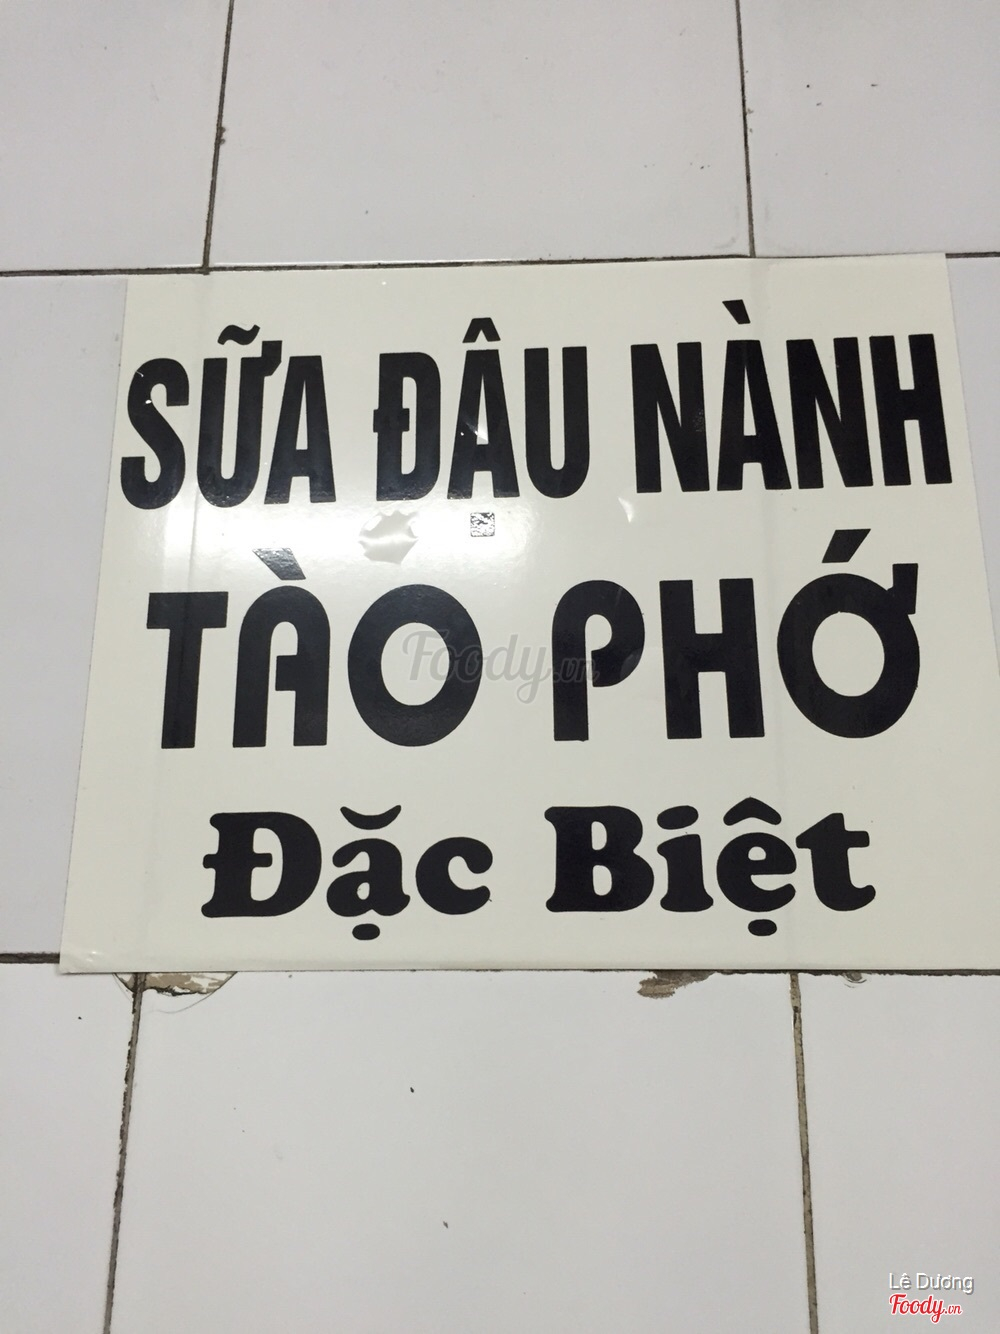 SỮA ĐẬU NÀNH
TÀO PHỚ
Đặc Biệt
Foody.vn
Lê Dương
Foody.vn